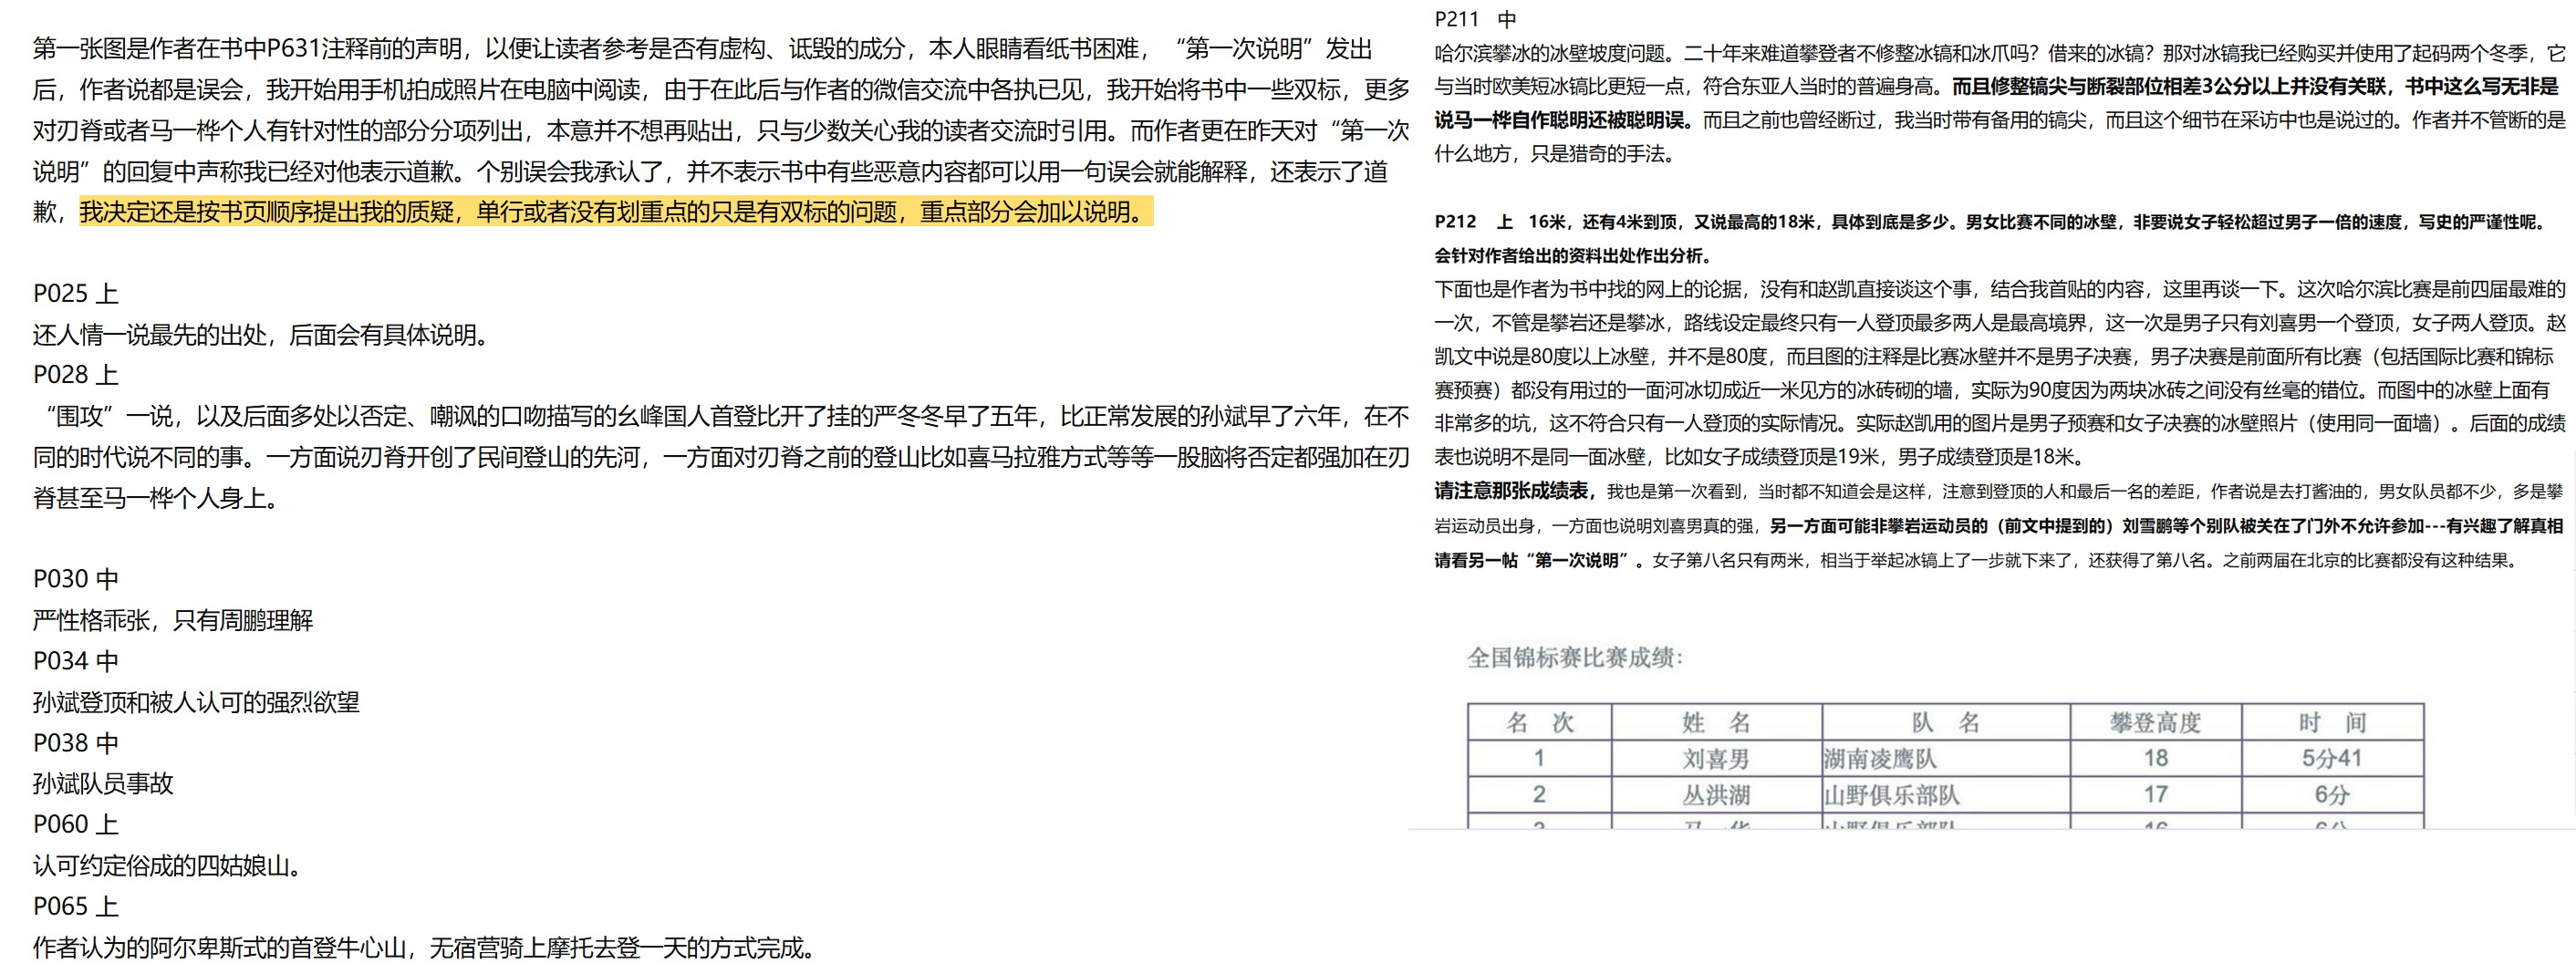 第一张图是作者在书中P631注释前的声明，以便让读者参考是否有虚构、诋毁的成分，本人眼睛看纸书困难，“第一次说明”发出
后，作者说都是误会，我开始用手机拍成照片在电脑中阅读，由于在此后与作者的微信交流中各执已见，我开始将书中一些双标，更多
对刃脊或者马一桦个人有针对性的部分分项列出，本意并不想再贴出，只与少数关心我的读者交流时引用。而作者更在昨天对“第一次
说明”的回复中声称我已经对他表示道歉。个别误会我承认了，并不表示书中有些恶意内容都可以用一句误会就能解释，还表示了道
歉，我决定还是按书页顺序提出我的质疑，单行或者没有划重点的只是有双标的问题，重点部分会加以说明。
P025 上
还人情一说最先的出处，后面会有具体说明。
P028 上
“围攻”一说，以及后面多处以否定、嘲讽的口吻描写的幺峰国人首登比开了挂的严冬冬早了五年，比正常发展的孙斌早了六年，在不
同的时代说不同的事。一方面说刃脊开创了民间登山的先河，一方面对刃脊之前的登山比如喜马拉雅方式等等一股脑将否定都强加在刃
脊甚至马一桦个人身上。
P030 中
严性格乖张，只有周鹏理解
P034 中
孙斌登顶和被人认可的强烈欲望
P038 中
孙斌队员事故
P060 上
认可约定俗成的四姑娘山。
P065 上
作者认为的阿尔卑斯式的首登牛心山，无宿营骑上摩托去登一天的方式完成。
P211 中
哈尔滨攀冰的冰壁坡度问题。二十年来难道攀登者不修整冰镐和冰爪吗？借来的冰镐？那对冰镐我已经购买并使用了起码两个冬季，它
与当时欧美短冰镐比更短一点，符合东亚人当时的普遍身高。而且修整镐尖与断裂部位相差3公分以上并没有关联，书中这么写无非是
说马一桦自作聪明还被聪明误。而且之前也曾经断过，我当时带有备用的镐尖，而且这个细节在采访中也是说过的。作者并不管断的是
什么地方，只是猎奇的手法。
P212 上 16米，还有4米到顶，又说最高的18米，具体到底是多少。男女比赛不同的冰壁，非要说女子轻松超过男子一倍的速度，写史的严谨性呢。
会针对作者给出的资料出处作出分析。
下面也是作者为书中找的网上的论据，没有和赵凯直接谈这个事，结合我首贴的内容，这里再谈一下。这次哈尔滨比赛是前四届最难的
一次，不管是攀岩还是攀冰，路线设定最终只有一人登顶最多两人是最高境界，这一次是男子只有刘喜男一个登顶，女子两人登顶。赵
凯文中说是80度以上冰壁，并不是80度，而且图的注释是比赛冰壁并不是男子决赛，男子决赛是前面所有比赛（包括国际比赛和锦标
赛预赛）都没有用过的一面河冰切成近一米见方的冰砖砌的墙，实际为90度因为两块冰砖之间没有丝毫的错位。而图中的冰壁上面有
非常多的坑，这不符合只有一人登顶的实际情况。实际赵凯用的图片是男子预赛和女子决赛的冰壁照片（使用同一面墙）。后面的成绩
表也说明不是同一面冰壁，比如女子成绩登顶是19米，男子成绩登顶是18米。
请注意那张成绩表，我也是第一次看到，当时都不知道会是这样，注意到登顶的人和最后一名的差距，作者说是去打酱油的，男女队员都不少，多是攀
岩运动员出身，一方面也说明刘喜男真的强，另一方面可能非攀岩运动员的（前文中提到的）刘雪鹏等个别队被关在了门外不允许参加---有兴趣了解真相
请看另一帖“第一次说明”。女子第八名只有两米，相当于举起冰镐上了一步就下来了，还获得了第八名。之前两届在北京的比赛都没有这种结果。
全国锦标赛比赛成绩：
名 次 姓 名 队 名 攀登高度 时 间
1 刘喜男 湖南凌鹰队 18 5分41
2 丛洪湖 山野俱乐部队 17 6分